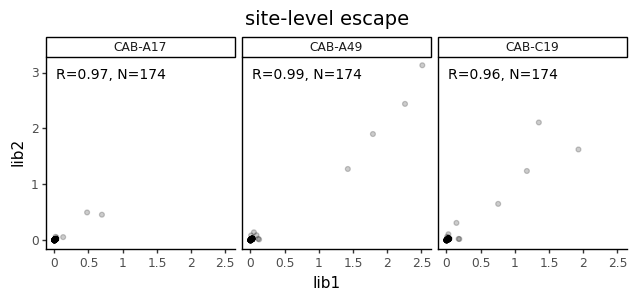 site-level escape
CAB-A17
CAB-A49
CAB-C19
R=0.97, N=174
R=0.99, N=174
R=0.96, N=174
3
2
1
0
lib2
0 0.5 1 1.5 2 2.5
0 0.5 1 1.5 2 2.5
0 0.5 1 1.5 2 2.5
lib1